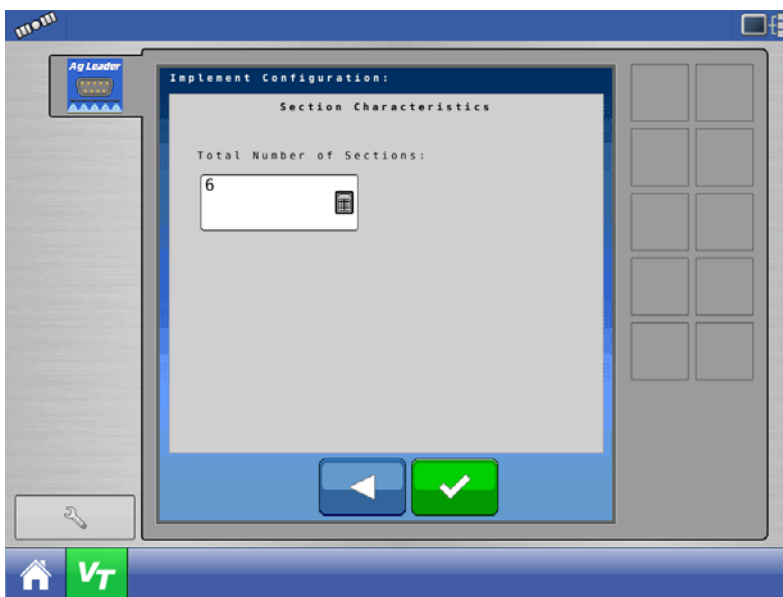 Ag Leader
Implement Configuration:
Section Characteristics
Total Number of Sections:
6
VT